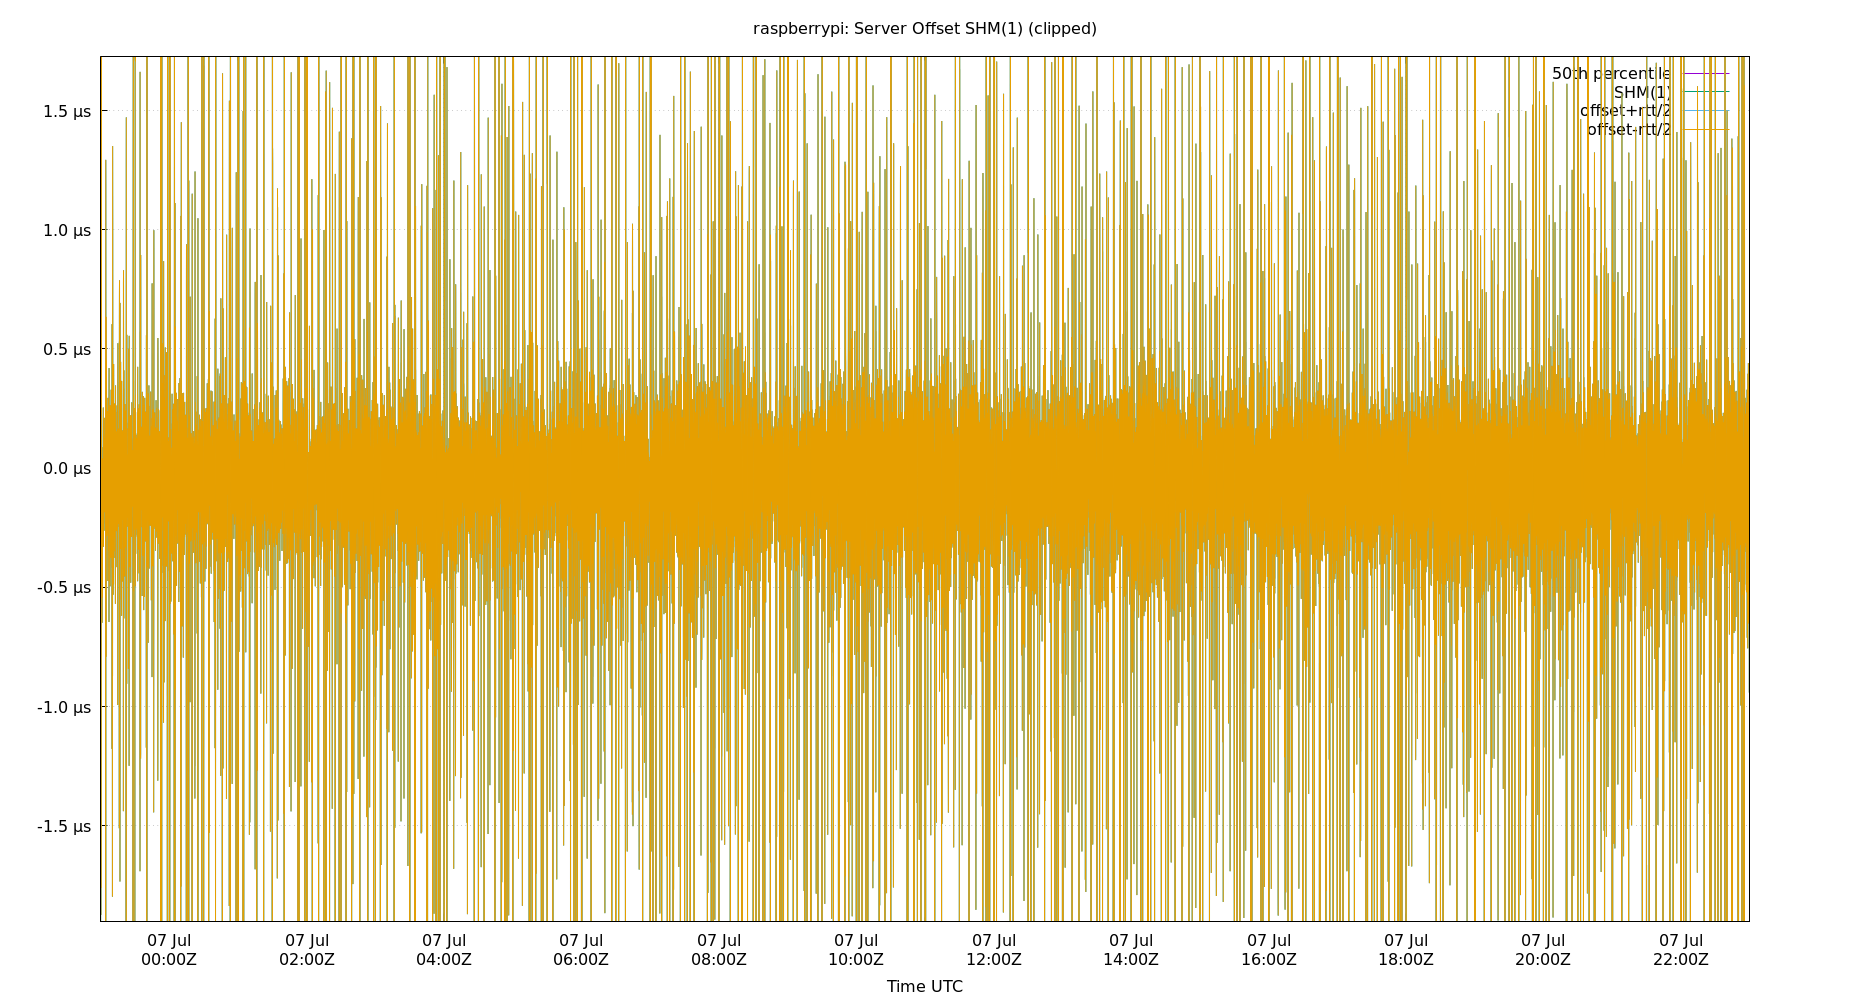 raspberrypi: Server Offset SHM(1) (clipped)
50th percentile
SHM(1)
offset+rtt/2
offset-rtt/2
1.5 µs
1.0 µs
0.5 µs
0.0 µs
-0.5 µs
-1.0 µs
-1.5 µs
07 Jul 07 Jul 07 Jul 07 Jul 07 Jul 07 Jul 07 Jul 07 Jul 07 Jul 07 Jul 07 Jul 07 Jul
00:00Z 02:00Z 04:00Z 06:00Z 08:00Z 10:00Z 12:00Z 14:00Z 16:00Z 18:00Z 20:00Z 22:00Z
Time UTC